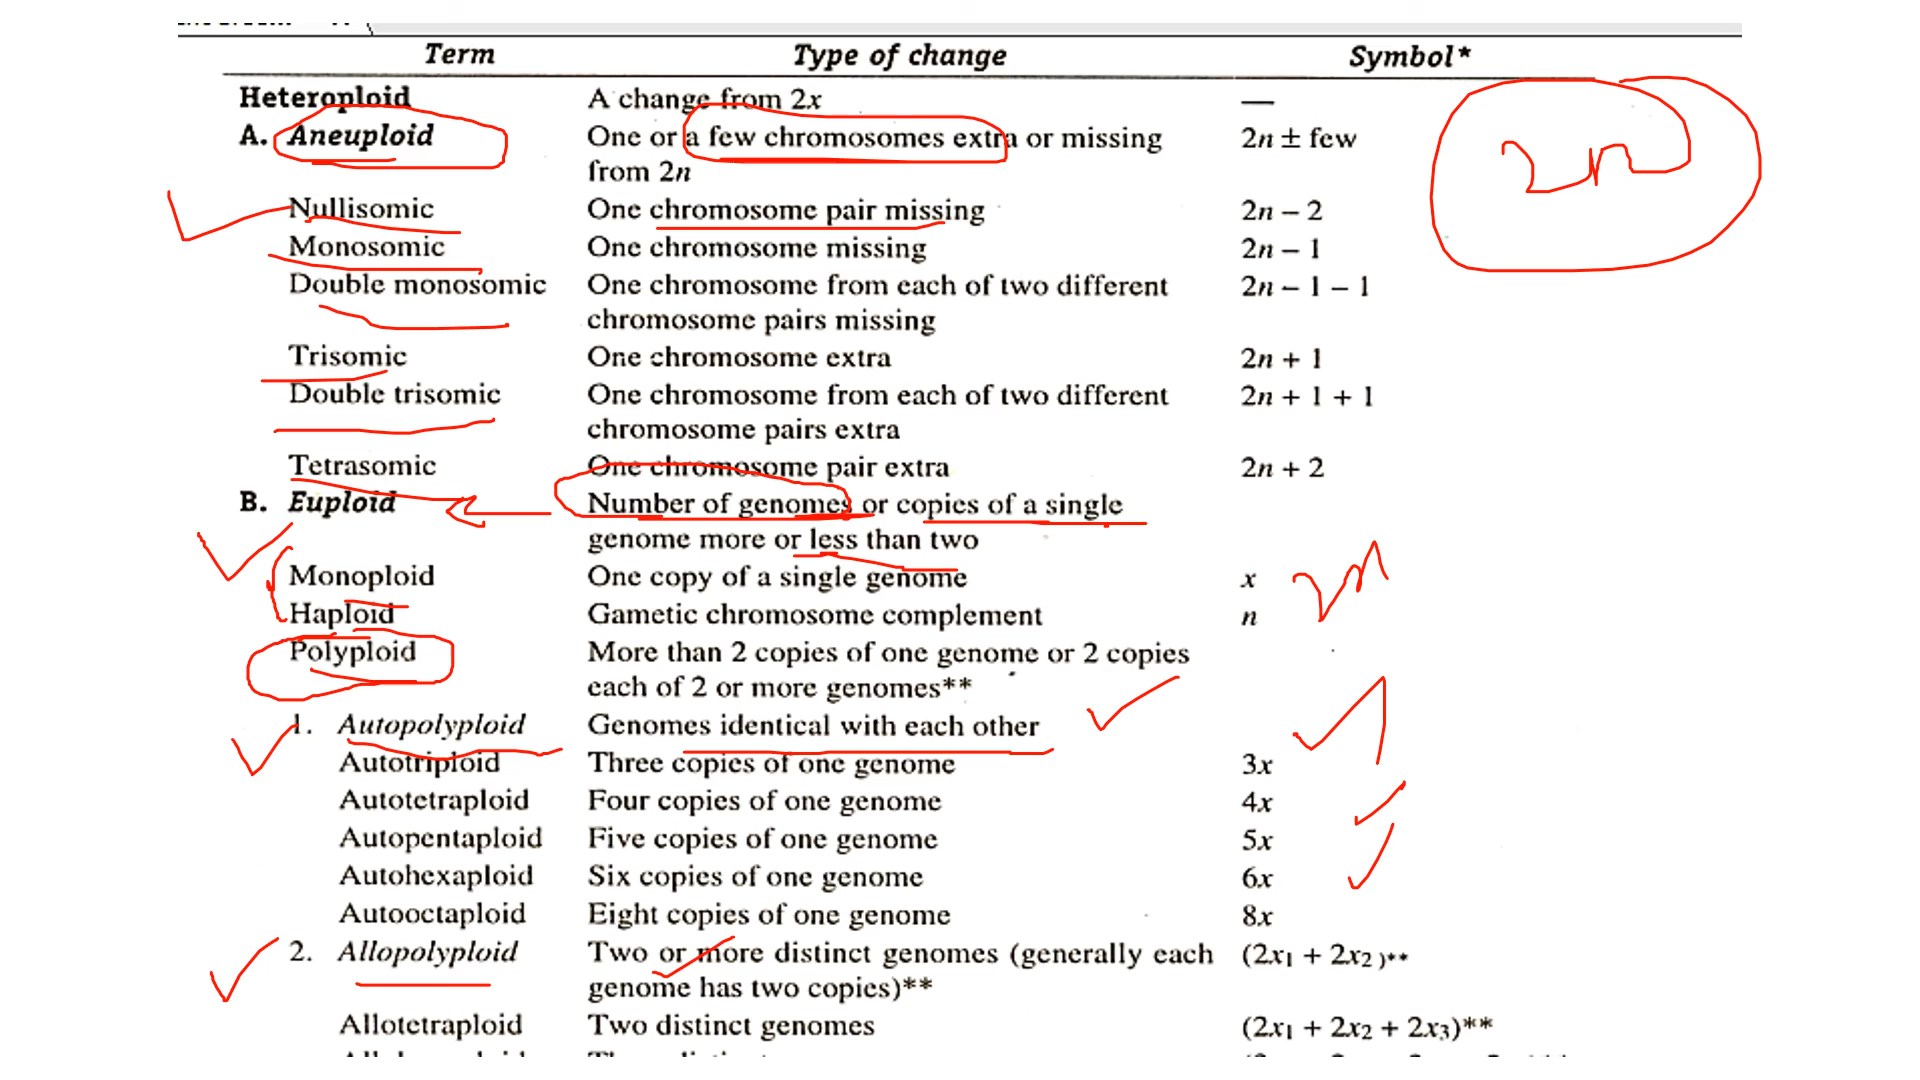 Term Type of change Symbol*
Heteroploid A change from 2x —
A. Aneuploid One or a few chromosomes extra or missing 2n ± few
from 2n
2n
Nullisomic One chromosome pair missing 2n − 2
Monosomic One chromosome missing 2n − 1
Double monosomic One chromosome from each of two different 2n − 1 − 1
chromosome pairs missing
Trisomic One chromosome extra 2n + 1
Double trisomic One chromosome from each of two different 2n + 1 + 1
chromosome pairs extra
Tetrasomic One chromosome pair extra 2n + 2
B. Euploid Number of genomes or copies of a single
genome more or less than two
Monoploid One copy of a single genome x
Haploid Gametic chromosome complement n
Polyploid More than 2 copies of one genome or 2 copies
each of 2 or more genomes**
1. Autopolyploid Genomes identical with each other
Autotriploid Three copies of one genome 3x
Autotetraploid Four copies of one genome 4x
Autopentaploid Five copies of one genome 5x
Autohexaploid Six copies of one genome 6x
Autooctaploid Eight copies of one genome 8x
2. Allopolyploid Two or more distinct genomes (generally each (2x₁ + 2x₂)**
genome has two copies)**
Allotetraploid Two distinct genomes (2x₁ + 2x₂ + 2x₃)**